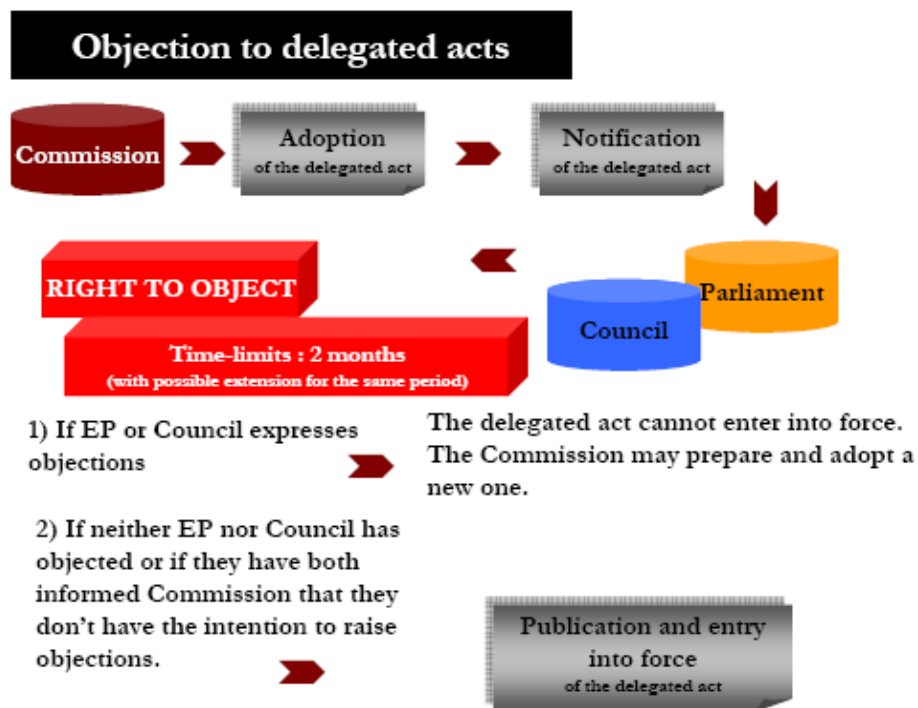 Objection to delegated acts
Commission
Adoption
of the delegated act
Notification
of the delegated act
Parliament
Council
RIGHT TO OBJECT
Time-limits : 2 months
(with possible extension for the same period)
1) If EP or Council expresses
objections
The delegated act cannot enter into force.
The Commission may prepare and adopt a
new one.
2) If neither EP nor Council has
objected or if they have both
informed Commission that they
don't have the intention to raise
objections.
Publication and entry
into force
of the delegated act